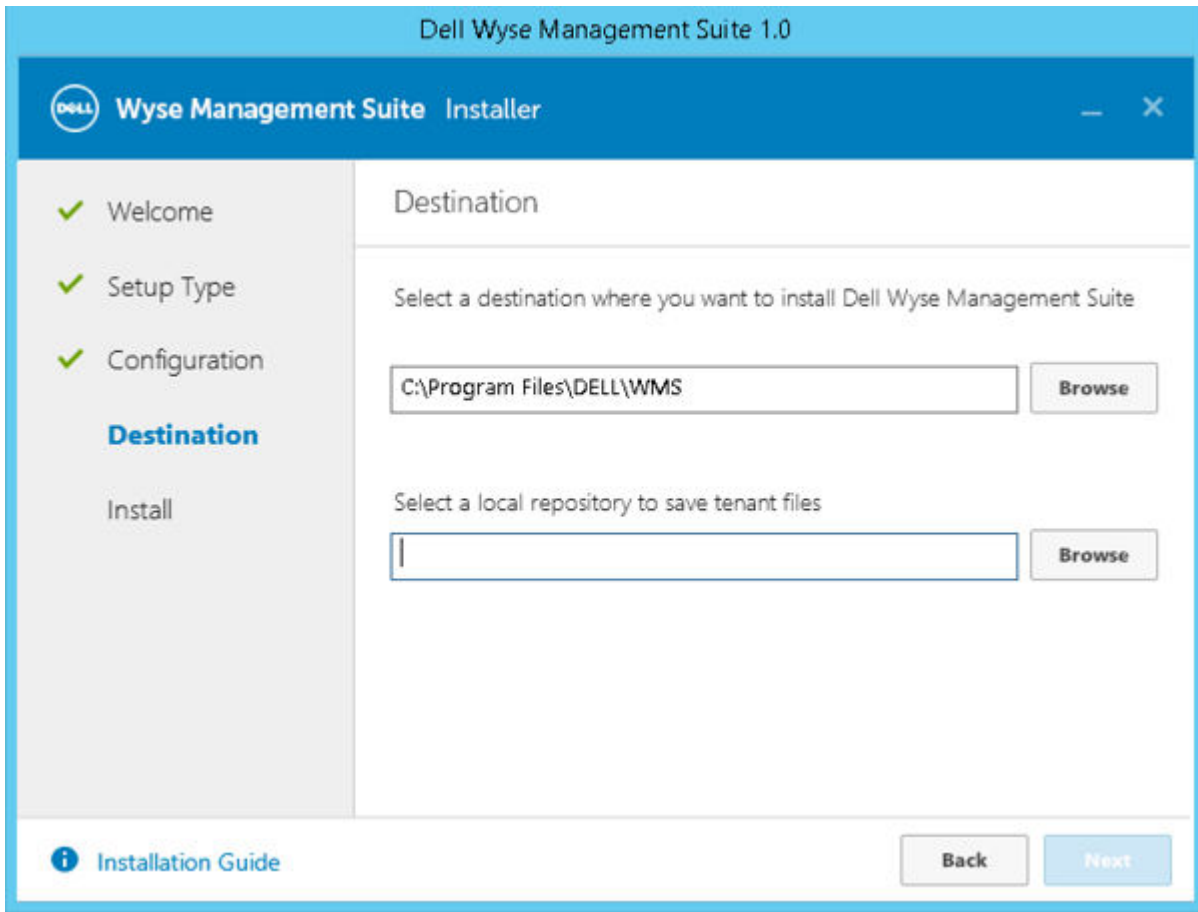 Dell Wyse Management Suite 1.0
DELL Wyse Management Suite Installer
Welcome
Setup Type
Configuration
Destination
Install
Destination
Select a destination where you want to install Dell Wyse Management Suite
C:\Program Files\DELL\WMS
Browse
Select a local repository to save tenant files
Browse
Installation Guide
Back
Next